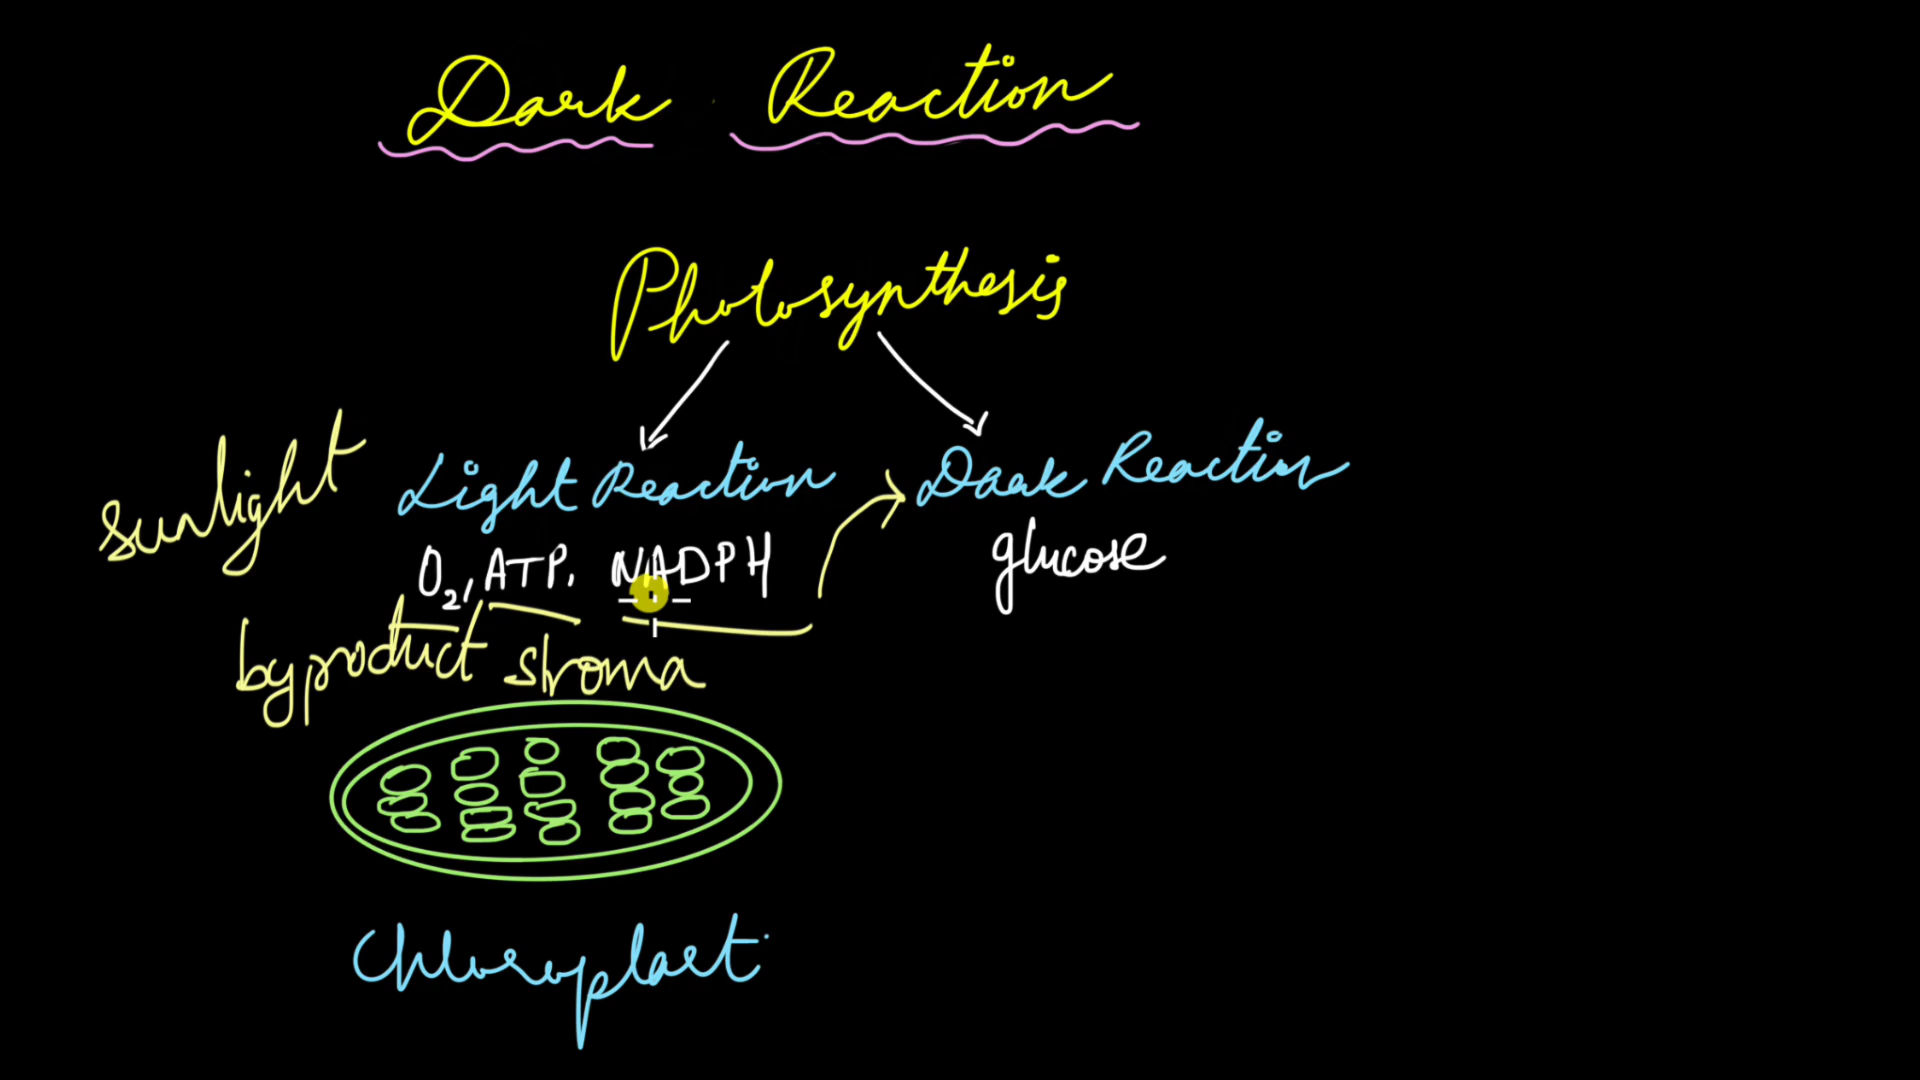 Dark Reaction
Photosynthesis
sunlight
Light Reaction
Dark Reaction
O2, ATP, NADPH
glucose
byproduct
stroma
Chloroplast